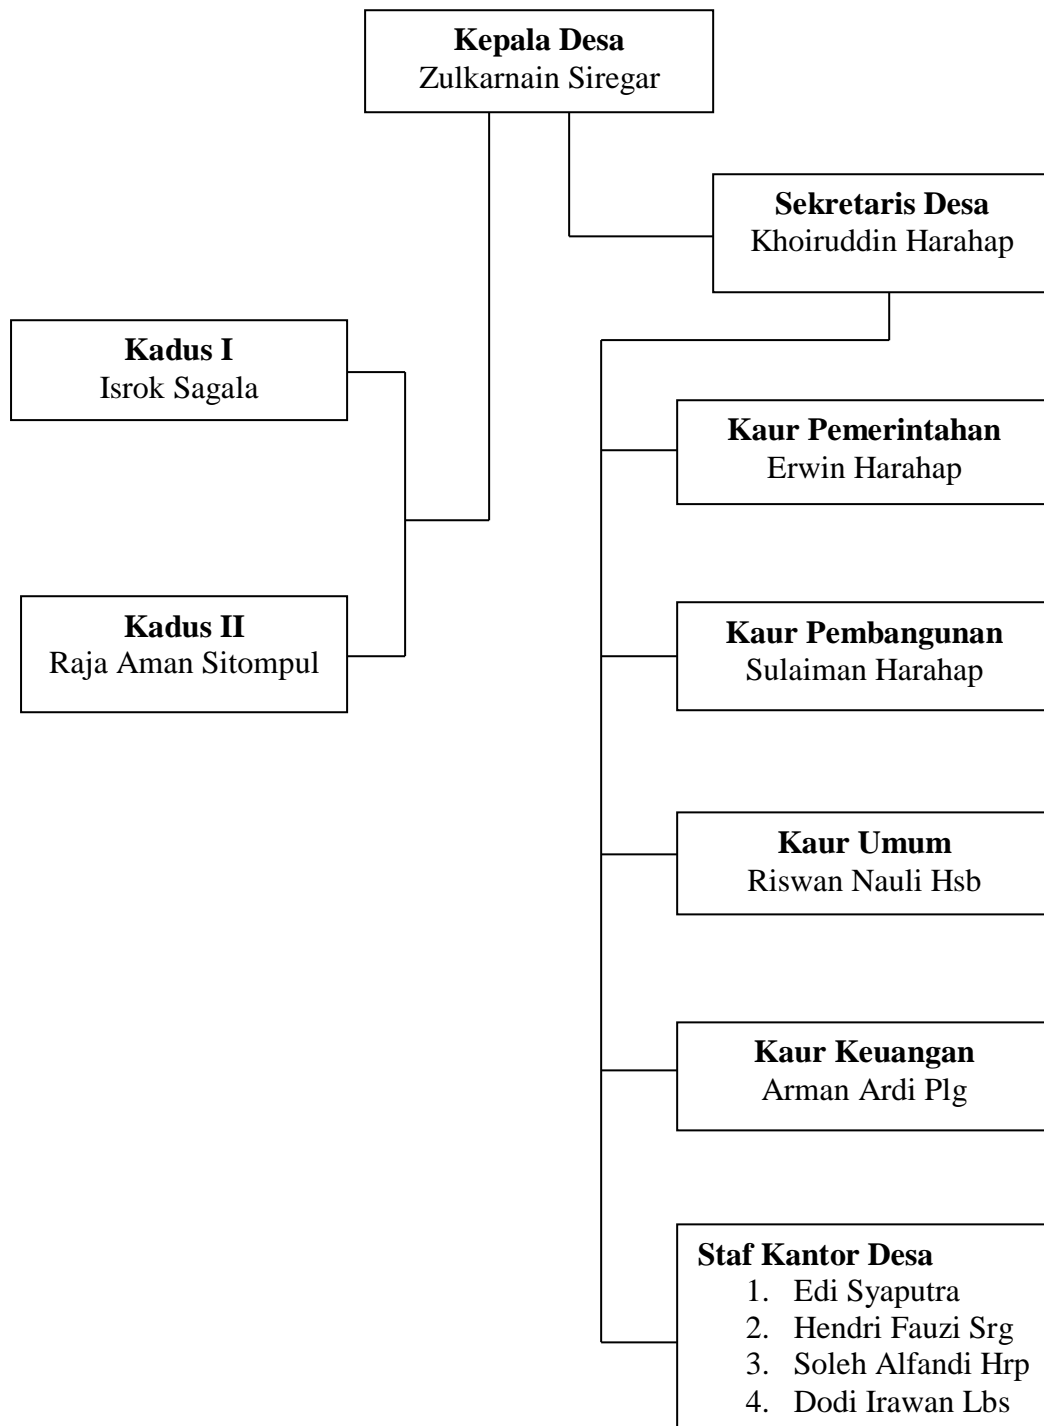 Kepala Desa
Zulkarnain Siregar
Sekretaris Desa
Khoiruddin Harahap
Kadus I
Isrok Sagala
Kadus II
Raja Aman Sitompul
Kaur Pemerintahan
Erwin Harahap
Kaur Pembangunan
Sulaiman Harahap
Kaur Umum
Riswan Nauli Hsb
Kaur Keuangan
Arman Ardi Plg
Staf Kantor Desa
1. Edi Syaputra
2. Hendri Fauzi Srg
3. Soleh Alfandi Hrp
4. Dodi Irawan Lbs